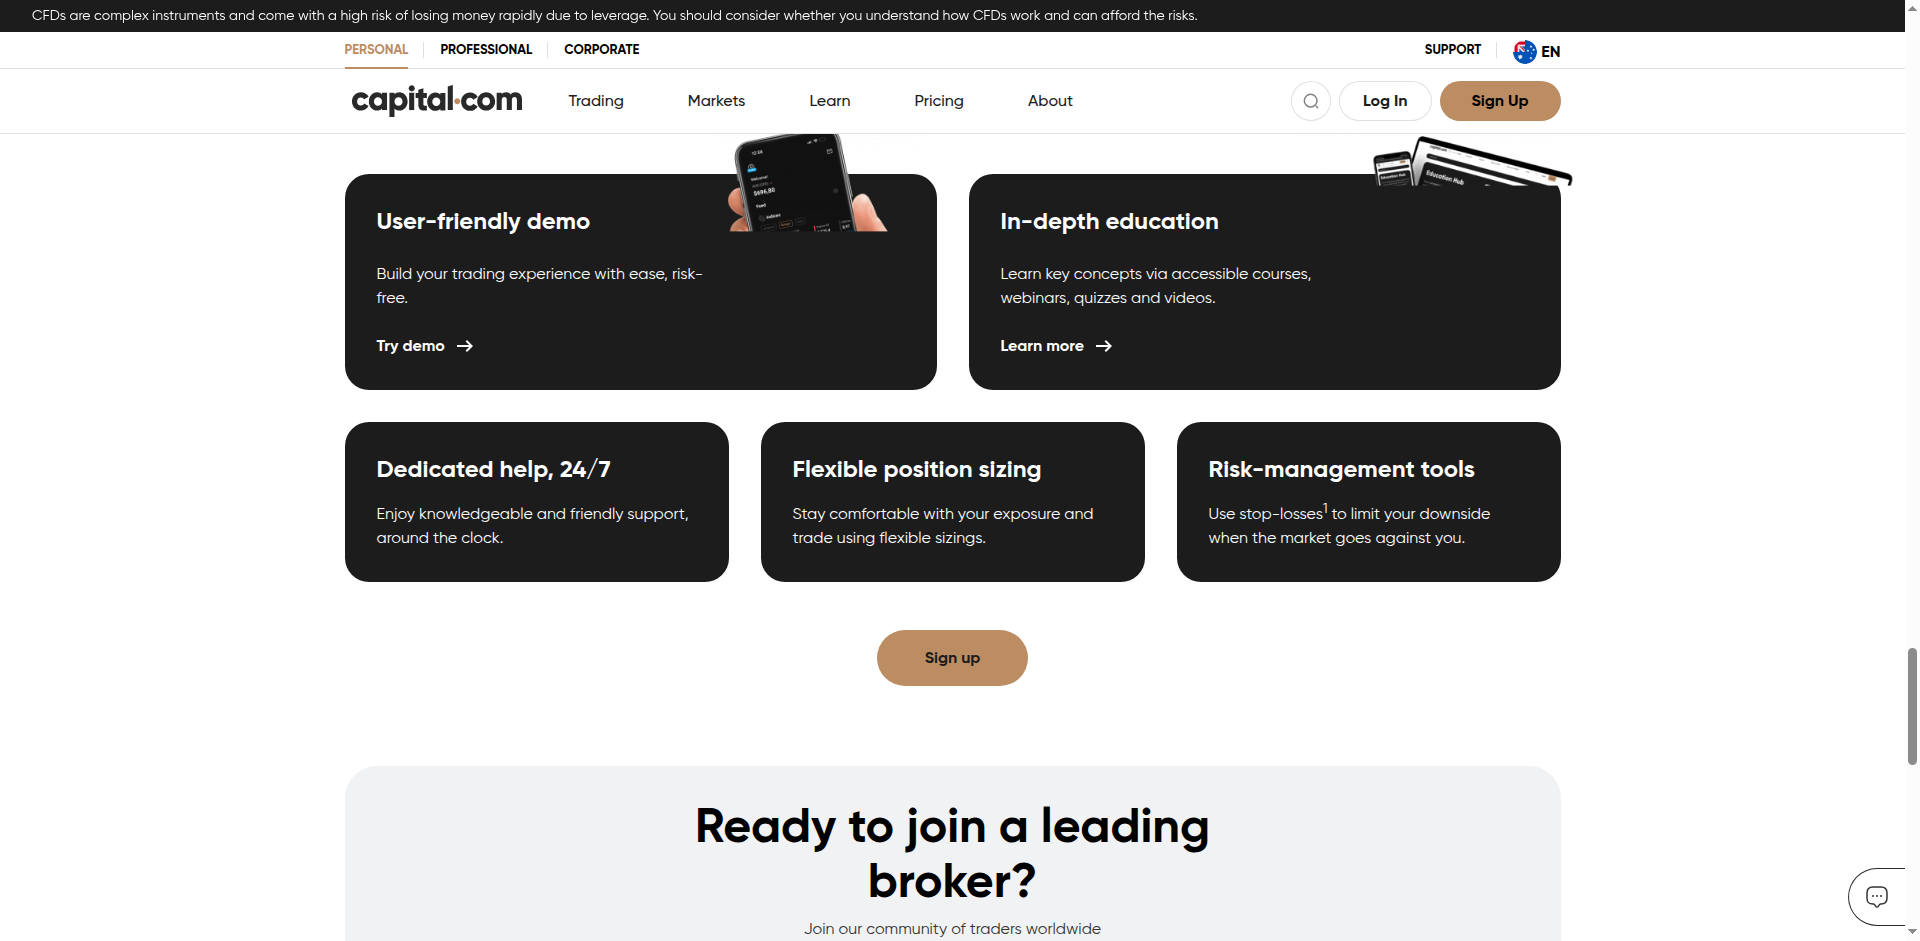 CFDs are complex instruments and come with a high risk of losing money rapidly due to leverage. You should consider whether you understand how CFDs work and can afford the risks.
PERSONAL PROFESSIONAL CORPORATE SUPPORT EN
capital.com Trading Markets Learn Pricing About Log In Sign Up
User-friendly demo
Build your trading experience with ease, risk-
free.
Try demo
In-depth education
Education Hub
Learn key concepts via accessible courses,
webinars, quizzes and videos.
Learn more
Dedicated help, 24/7
Enjoy knowledgeable and friendly support,
around the clock.
Flexible position sizing
Stay comfortable with your exposure and
trade using flexible sizings.
Risk-management tools
Use stop-losses1 to limit your downside
when the market goes against you.
Sign up
Ready to join a leading
broker?
Join our community of traders worldwide